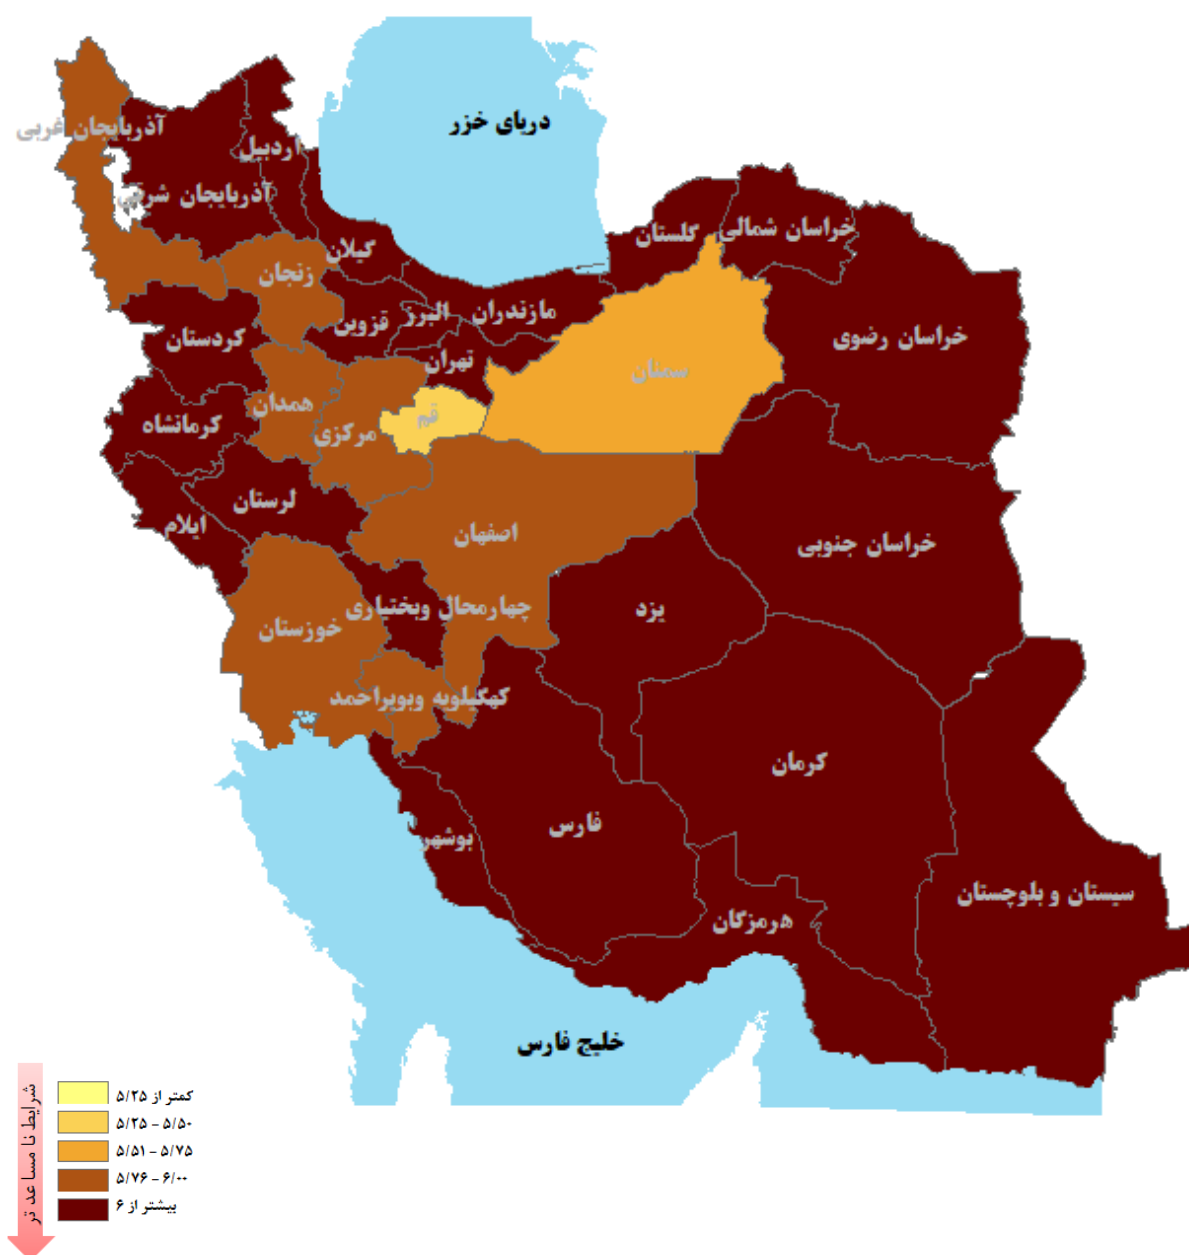 دریای خزر
آذربایجان غربی
اردبیل
آذربایجان شرقی
گیلان
گلستان
خراسان شمالی
زنجان
مازندران
البرز
قزوین
کردستان
خراسان رضوی
تهران
سمنان
همدان
قم
مرکزی
کرمانشاه
لرستان
ایلام
اصفهان
خراسان جنوبی
چهارمحال وبختیاری
یزد
خوزستان
کهگیلویه وبویراحمد
کرمان
فارس
بوشهر
سیستان و بلوچستان
هرمزگان
خلیج فارس
شرایط نا مساعد تر
کمتر از ۵/۲۵
۵/۲۵ - ۵/۵۰
۵/۵۱ - ۵/۷۵
۵/۷۶ - ۶/۰۰
بیشتر از ۶